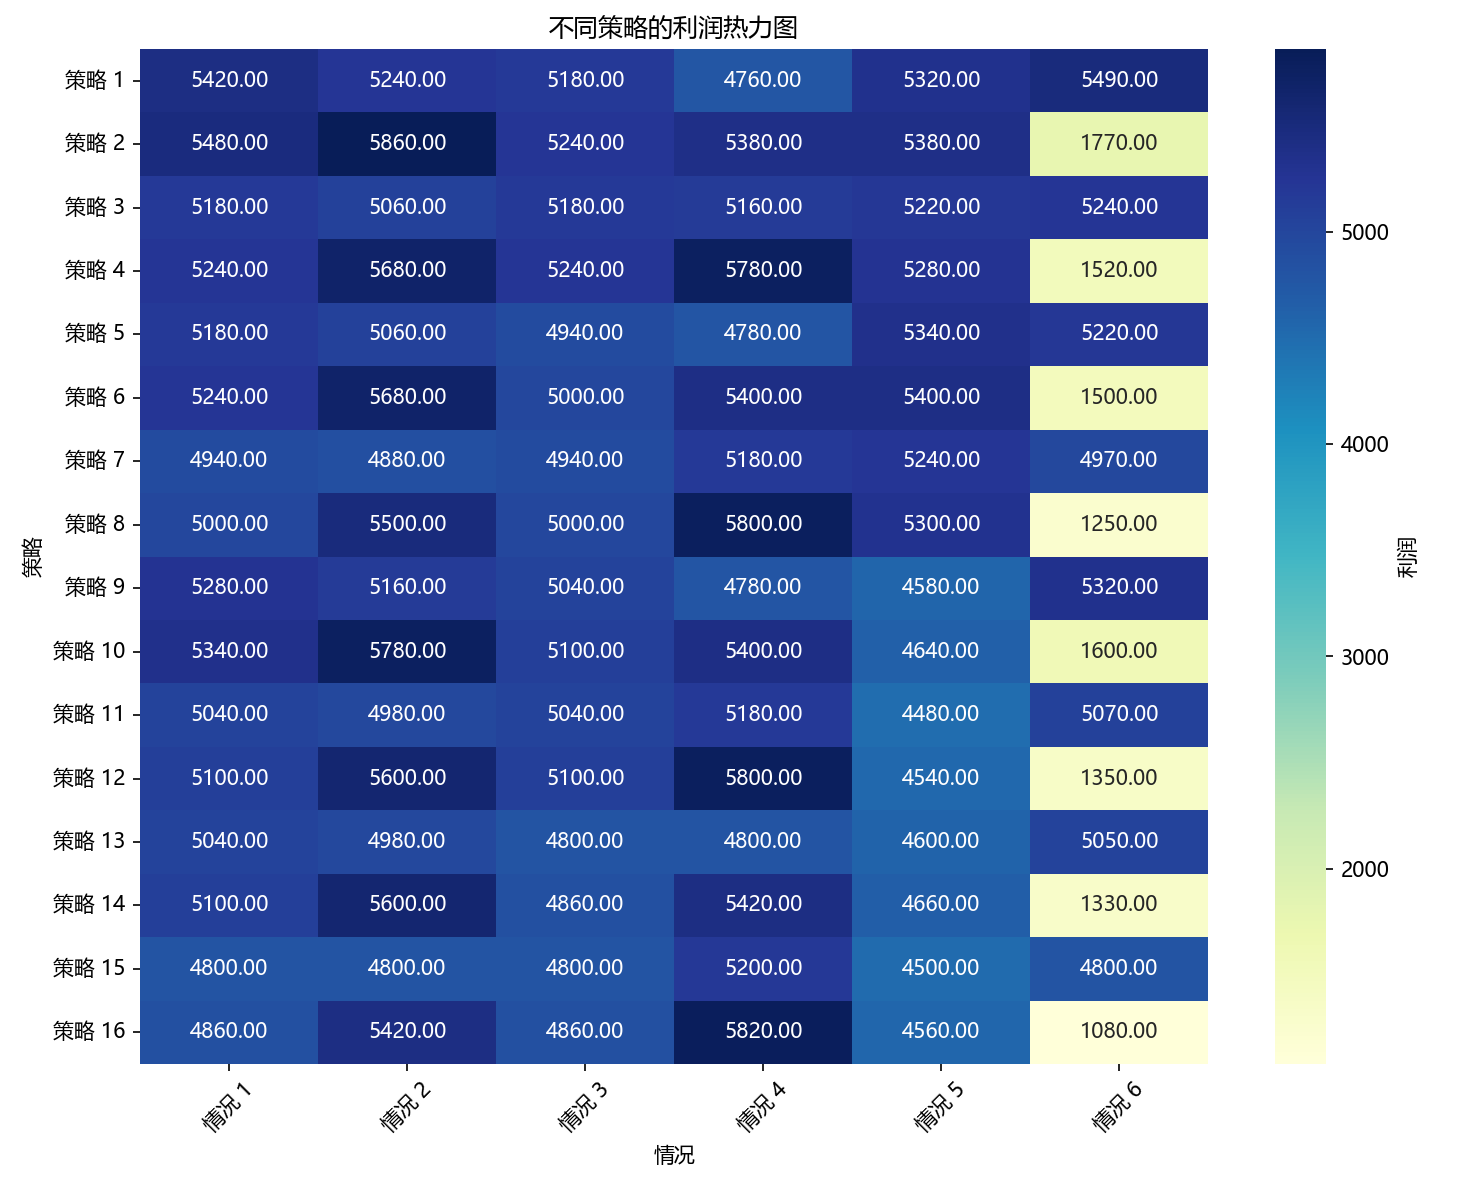 不同策略的利润热力图
策略 1 5420.00 5240.00 5180.00 4760.00 5320.00 5490.00
策略 2 5480.00 5860.00 5240.00 5380.00 5380.00 1770.00
策略 3 5180.00 5060.00 5180.00 5160.00 5220.00 5240.00
策略 4 5240.00 5680.00 5240.00 5780.00 5280.00 1520.00
策略 5 5180.00 5060.00 4940.00 4780.00 5340.00 5220.00
策略 6 5240.00 5680.00 5000.00 5400.00 5400.00 1500.00
策略 7 4940.00 4880.00 4940.00 5180.00 5240.00 4970.00
策略 8 5000.00 5500.00 5000.00 5800.00 5300.00 1250.00
策略 9 5280.00 5160.00 5040.00 4780.00 4580.00 5320.00
策略 10 5340.00 5780.00 5100.00 5400.00 4640.00 1600.00
策略 11 5040.00 4980.00 5040.00 5180.00 4480.00 5070.00
策略 12 5100.00 5600.00 5100.00 5800.00 4540.00 1350.00
策略 13 5040.00 4980.00 4800.00 4800.00 4600.00 5050.00
策略 14 5100.00 5600.00 4860.00 5420.00 4660.00 1330.00
策略 15 4800.00 4800.00 4800.00 5200.00 4500.00 4800.00
策略 16 4860.00 5420.00 4860.00 5820.00 4560.00 1080.00
策略
情况 1 情况 2 情况 3 情况 4 情况 5 情况 6
情况
5000
4000
3000
2000
利润